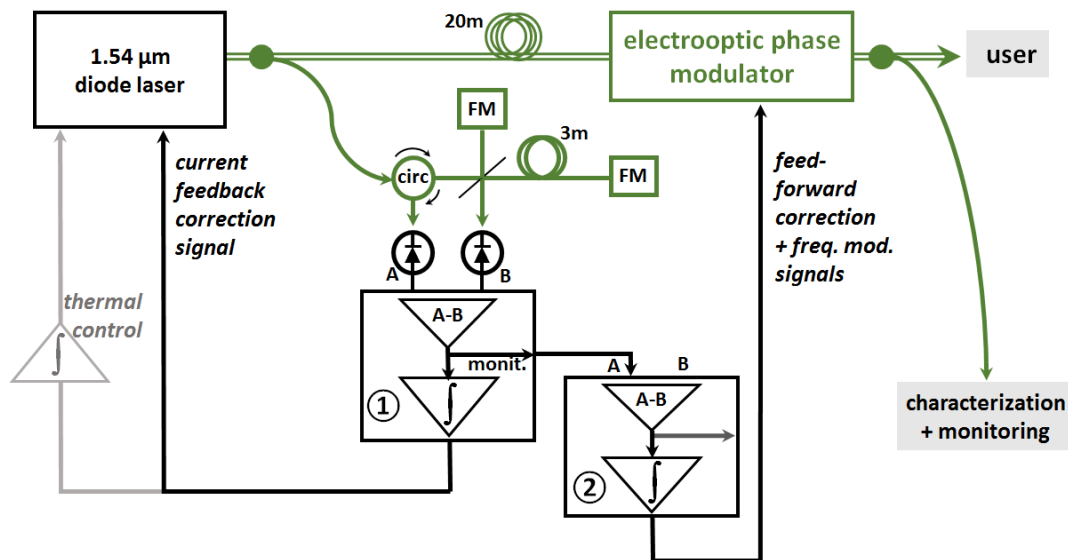 1.54 µm
diode laser
20m
electrooptic phase
modulator
user
FM
3m
FM
circ
current
feedback
correction
signal
feed-
forward
correction
+ freq. mod.
signals
A
B
thermal
control
∫
A-B
monit.
①
∫
A
B
A-B
②
∫
characterization
+ monitoring